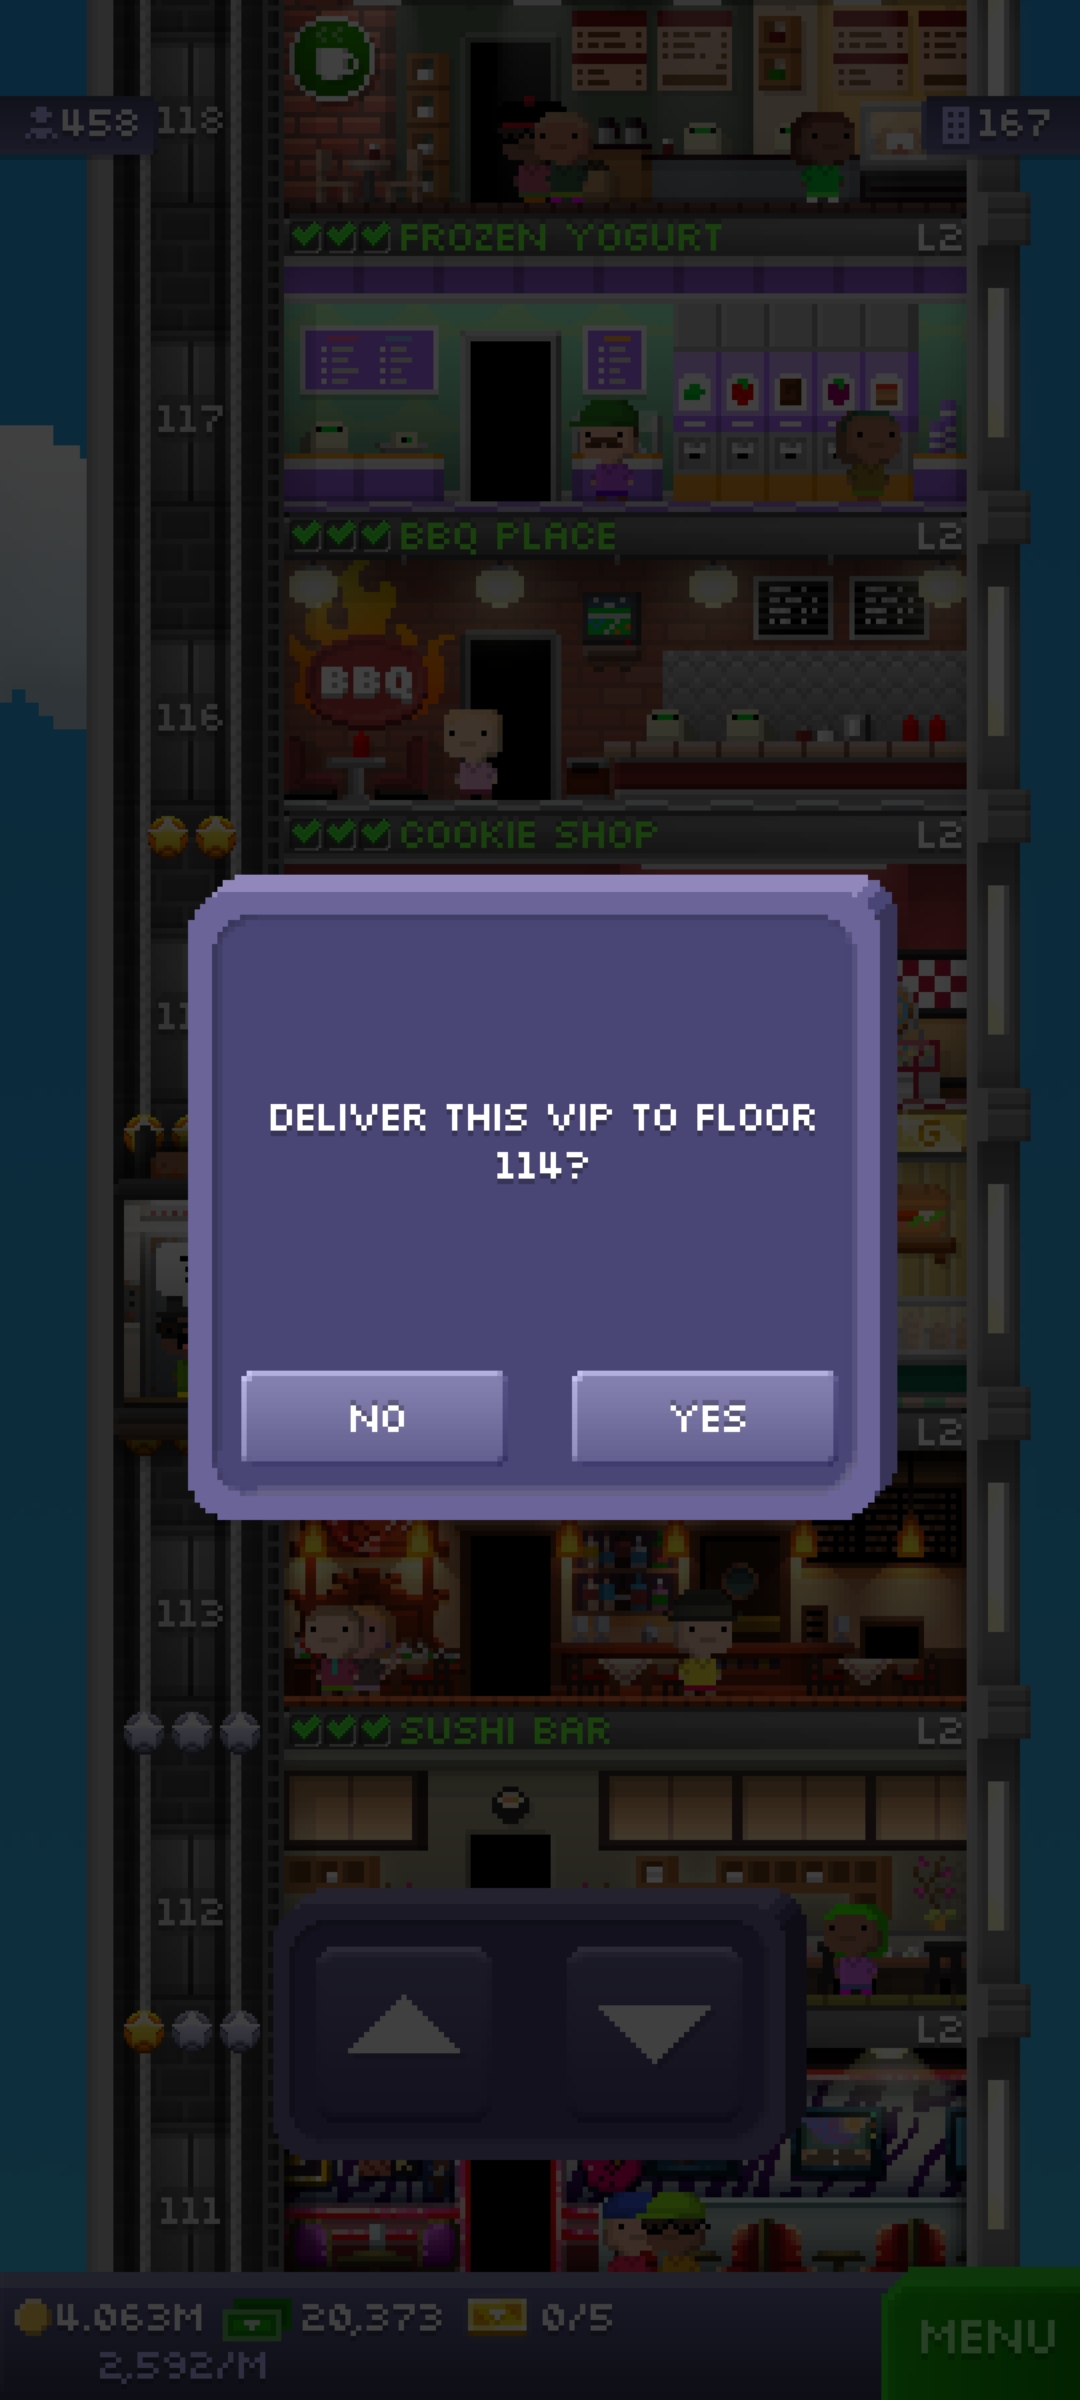 458
118
167
FROZEN YOGURT
L2
117
BBQ PLACE
L2
BBQ
116
COOKIE SHOP
L2
G
DELIVER THIS VIP TO FLOOR
114?
NO
YES
L2
113
SUSHI BAR
L2
112
L2
111
4.063M
20,373
0/5
2,592/M
MENU